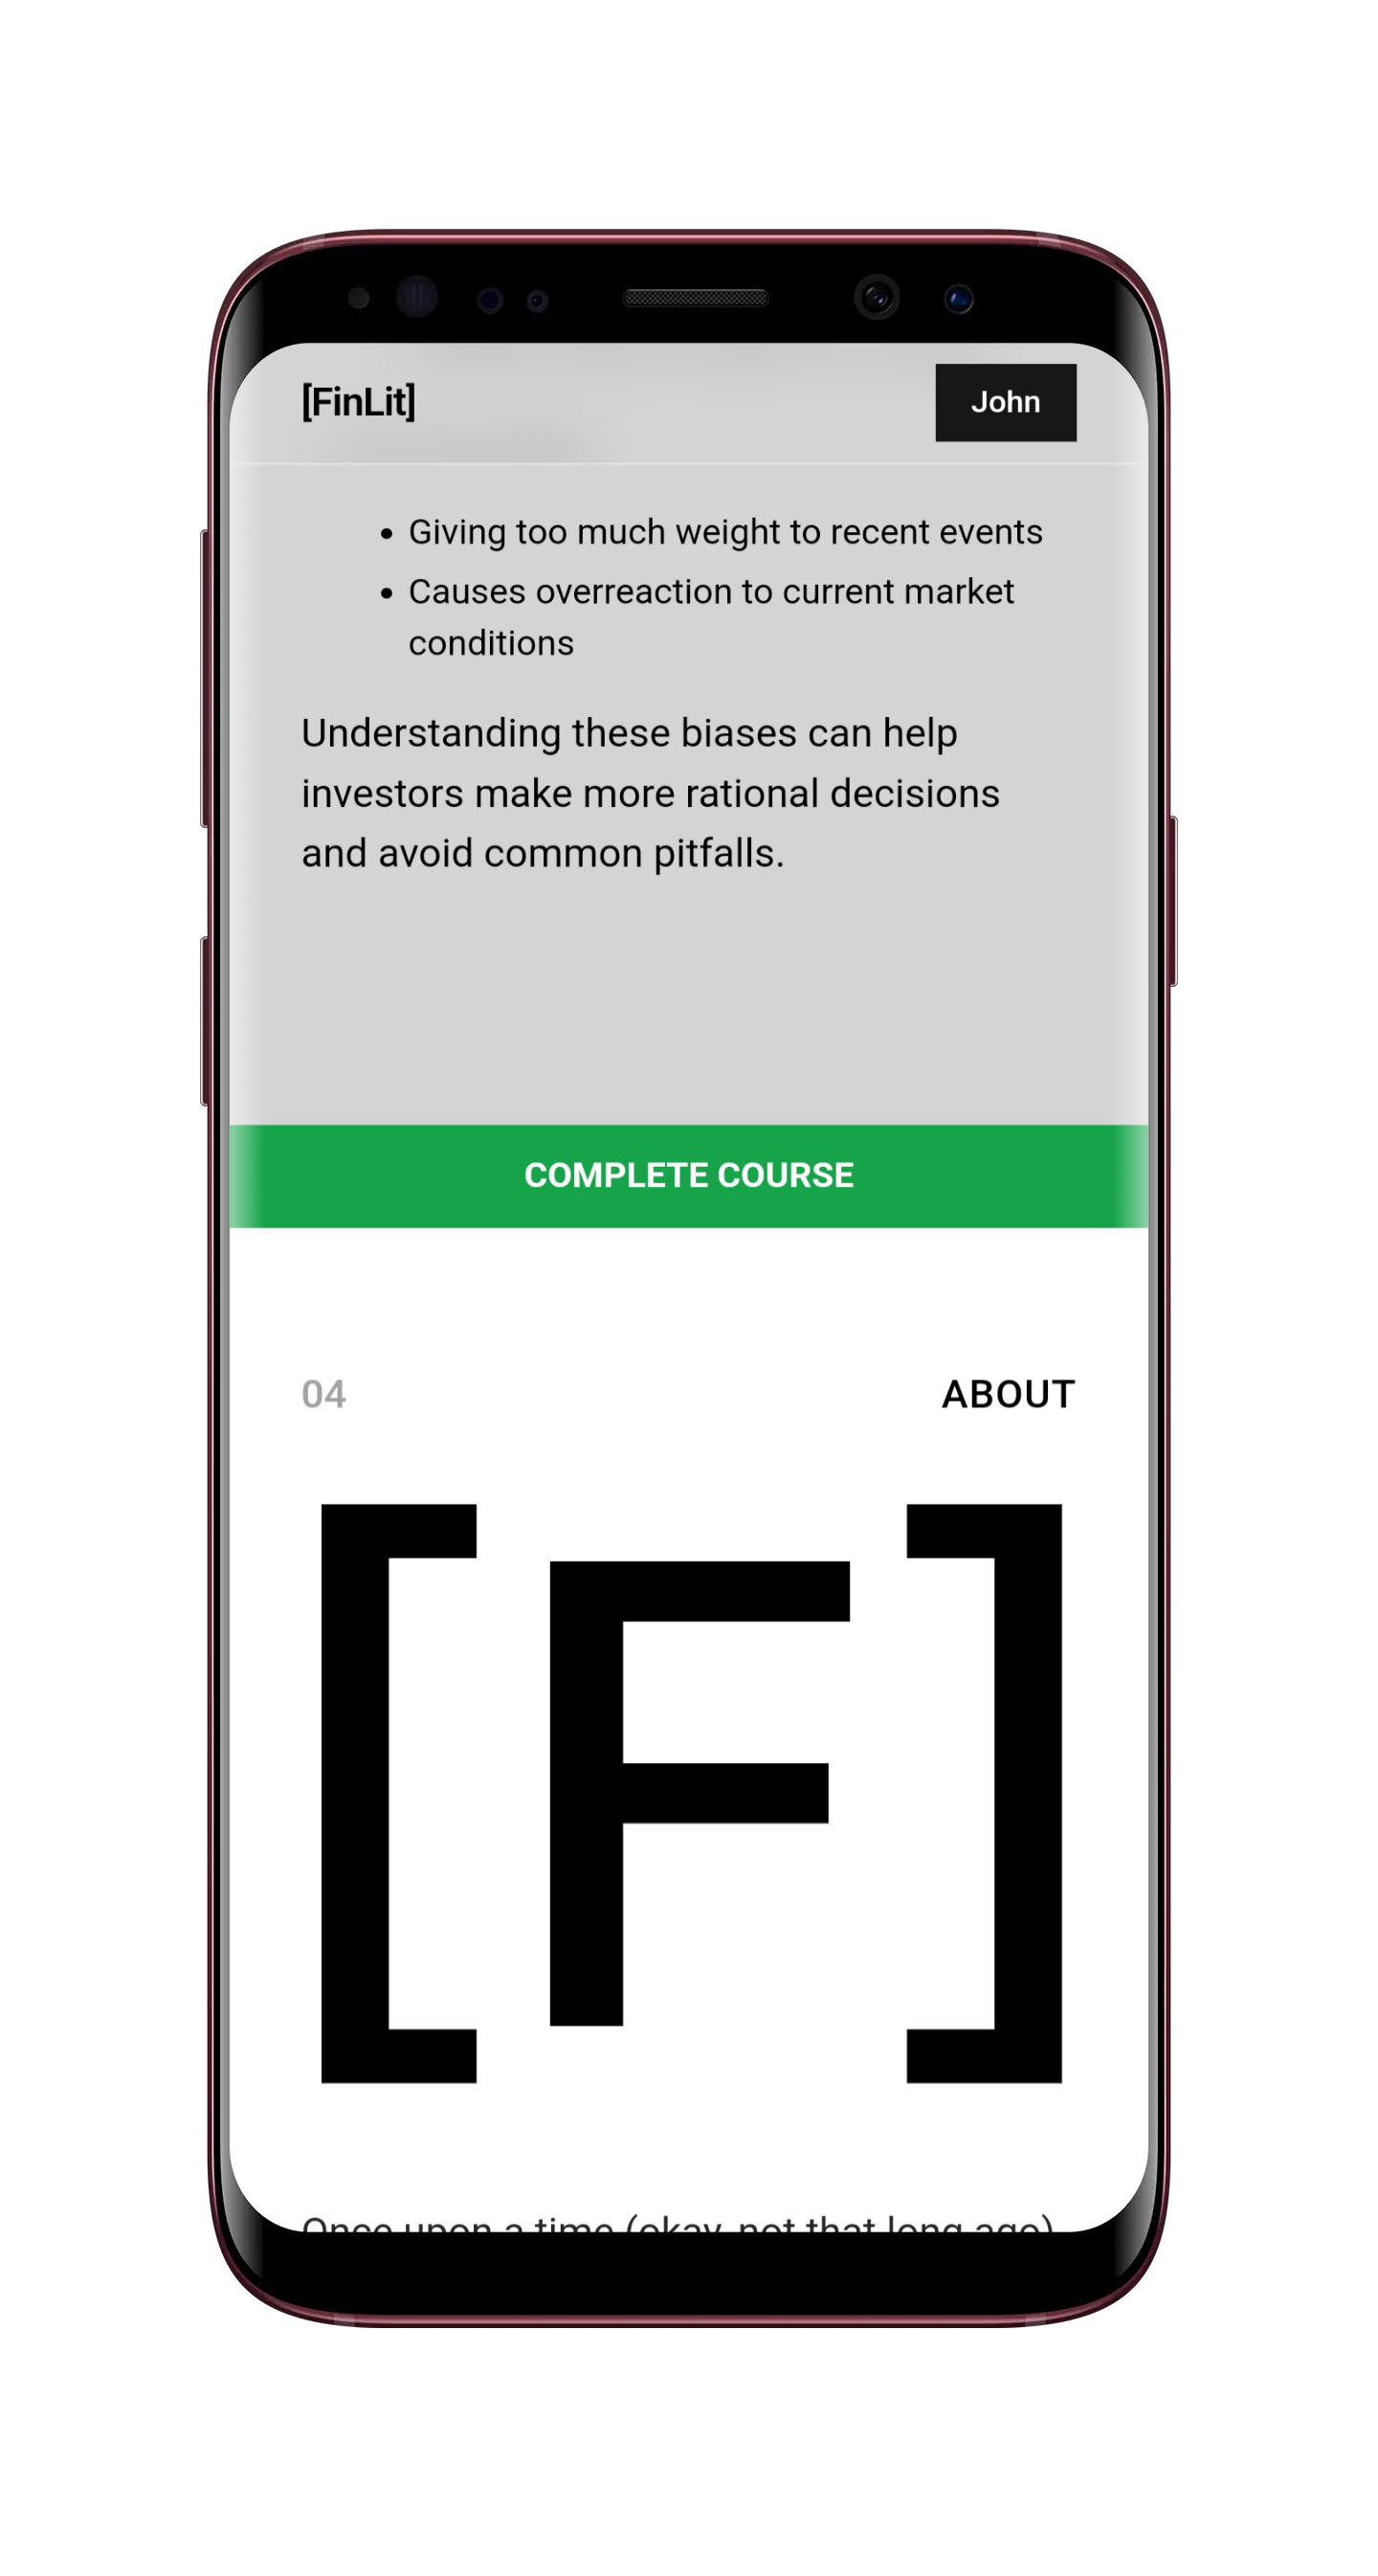 [FinLit]
John
• Giving too much weight to recent events
• Causes overreaction to current market
conditions
Understanding these biases can help
investors make more rational decisions
and avoid common pitfalls.
COMPLETE COURSE
04
ABOUT
[F]
Once upon a time (okay, not that long ago)